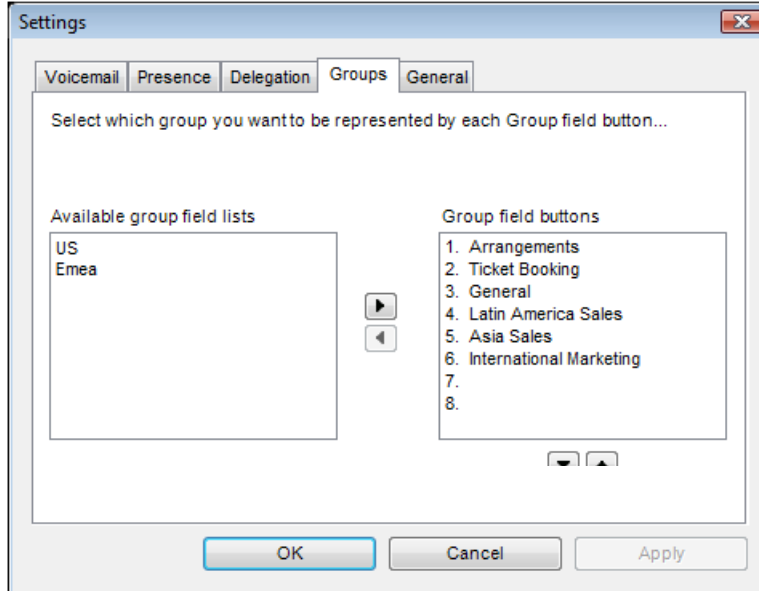 Settings
Voicemail Presence Delegation Groups General
Select which group you want to be represented by each Group field button...
Available group field lists
US
Emea
Group field buttons
1. Arrangements
2. Ticket Booking
3. General
4. Latin America Sales
5. Asia Sales
6. International Marketing
7.
8.
OK Cancel Apply